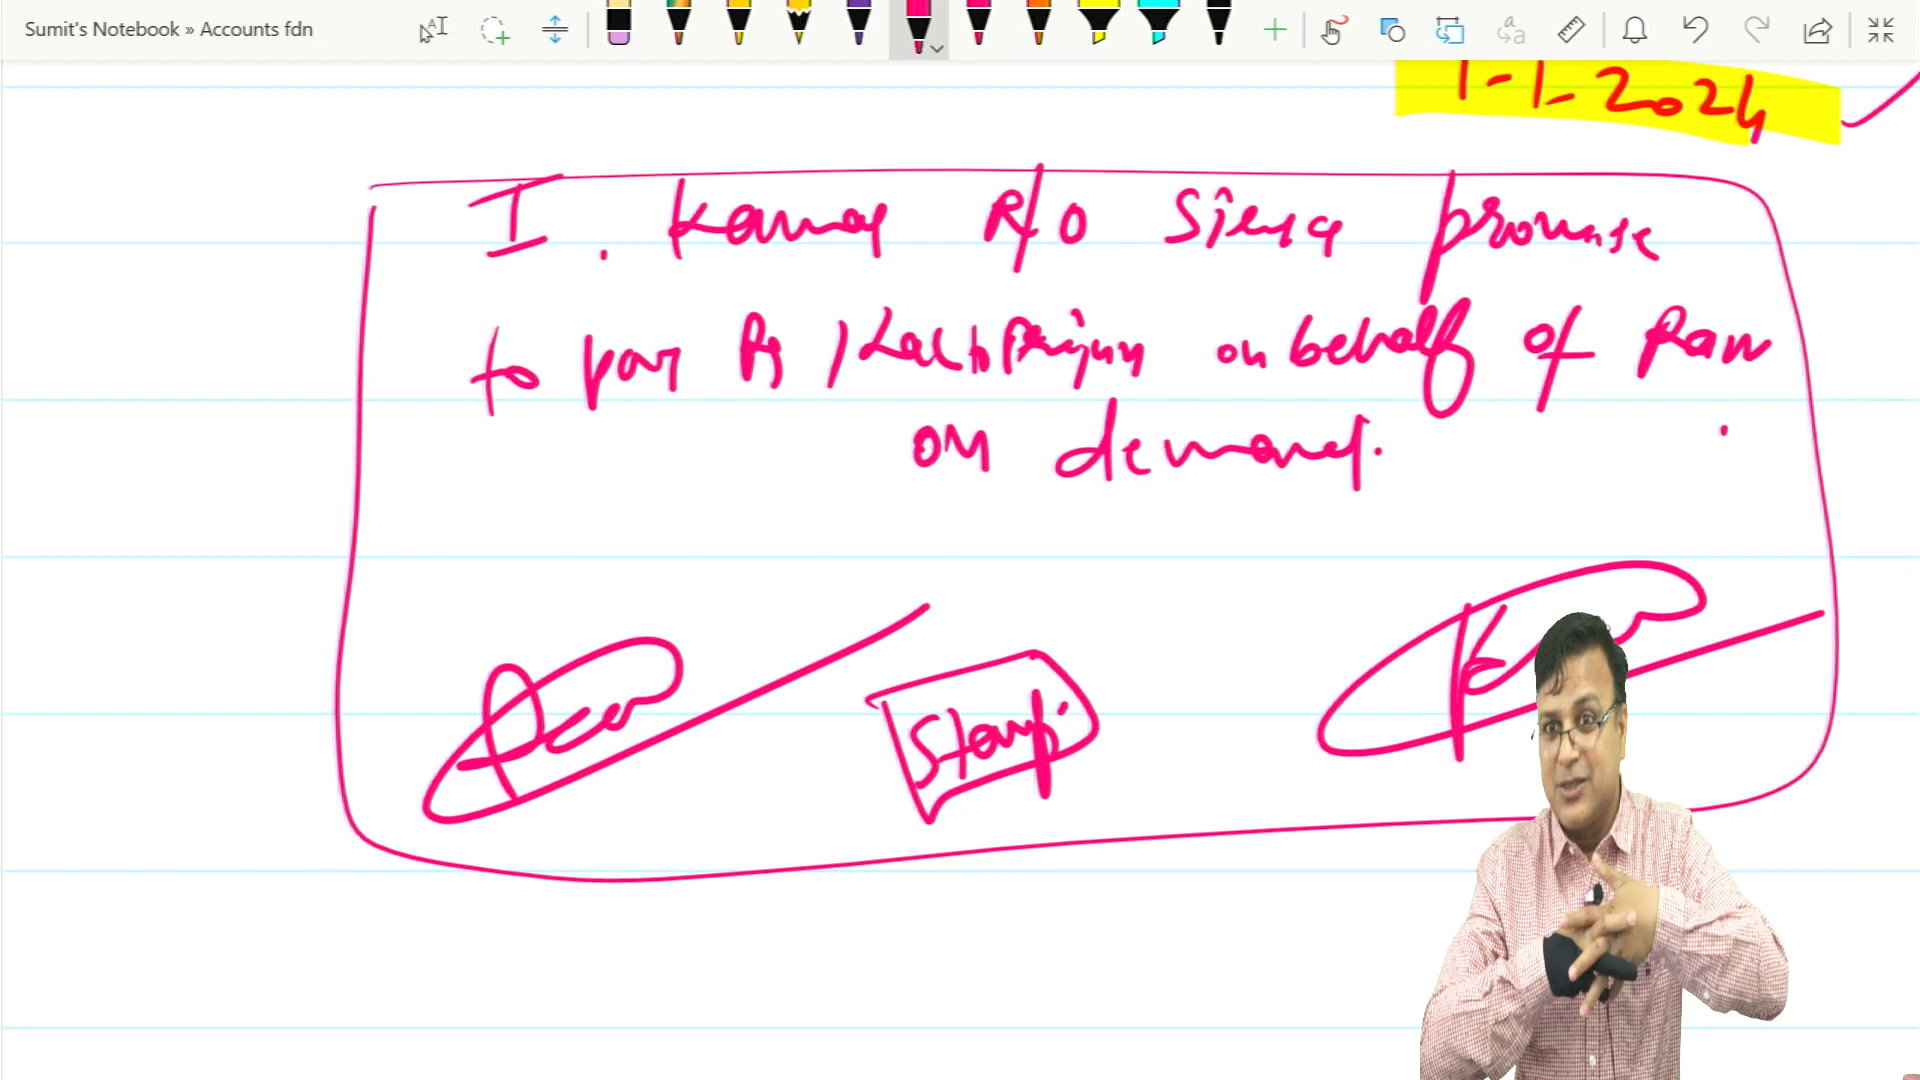 Sumit's Notebook » Accounts fdn
1-1-2024
I. Kamal R/O Sirsa promise
to pay Rs 1 Lakh on behalf of Ram
on demand.
Stamp